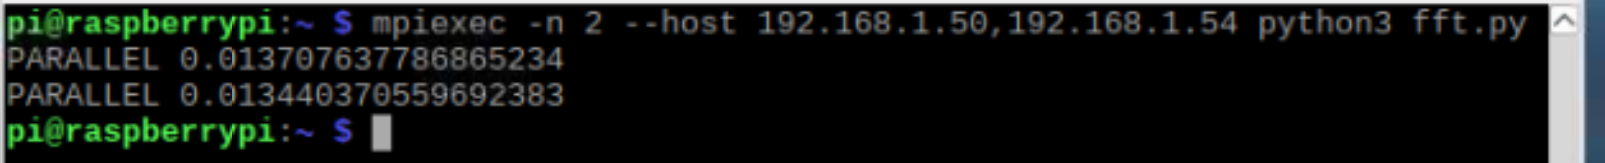 pi@raspberrypi:~ $ mpiexec -n 2 --host 192.168.1.50,192.168.1.54 python3 fft.py
PARALLEL 0.013707637786865234
PARALLEL 0.013440370559692383
pi@raspberrypi:~ $